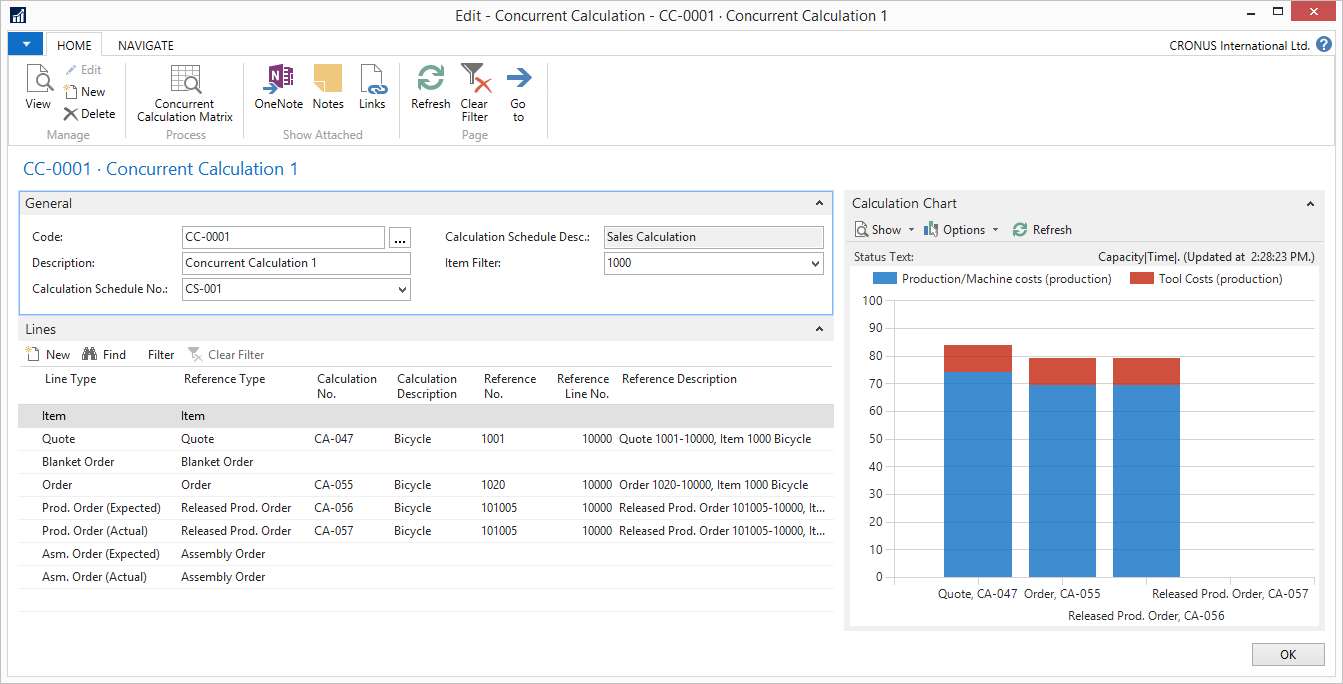 Edit - Concurrent Calculation - CC-0001 · Concurrent Calculation 1
HOME NAVIGATE
CRONUS International Ltd.
View
Edit
New
Delete
Manage
Concurrent
Calculation Matrix
Process
OneNote
Notes
Links
Show Attached
Refresh
Clear
Filter
Go
to
Page
CC-0001 · Concurrent Calculation 1
General
Code: CC-0001 ...
Description: Concurrent Calculation 1
Calculation Schedule No.: CS-001
Calculation Schedule Desc.: Sales Calculation
Item Filter: 1000
Lines
New Find Filter Clear Filter
Line Type Reference Type Calculation No. Calculation Description Reference No. Reference Line No. Reference Description
Item Item
Quote Quote CA-047 Bicycle 1001 10000 Quote 1001-10000, Item 1000 Bicycle
Blanket Order Blanket Order
Order Order CA-055 Bicycle 1020 10000 Order 1020-10000, Item 1000 Bicycle
Prod. Order (Expected) Released Prod. Order CA-056 Bicycle 101005 10000 Released Prod. Order 101005-10000, It...
Prod. Order (Actual) Released Prod. Order CA-057 Bicycle 101005 10000 Released Prod. Order 101005-10000, It...
Asm. Order (Expected) Assembly Order
Asm. Order (Actual) Assembly Order
Calculation Chart
Show Options Refresh
Status Text: Capacity|Time|. (Updated at 2:28:23 PM.)
Production/Machine costs (production) Tool Costs (production)
100
90
80
70
60
50
40
30
20
10
0
Quote, CA-047 Order, CA-055 Released Prod. Order, CA-057
Released Prod. Order, CA-056
OK